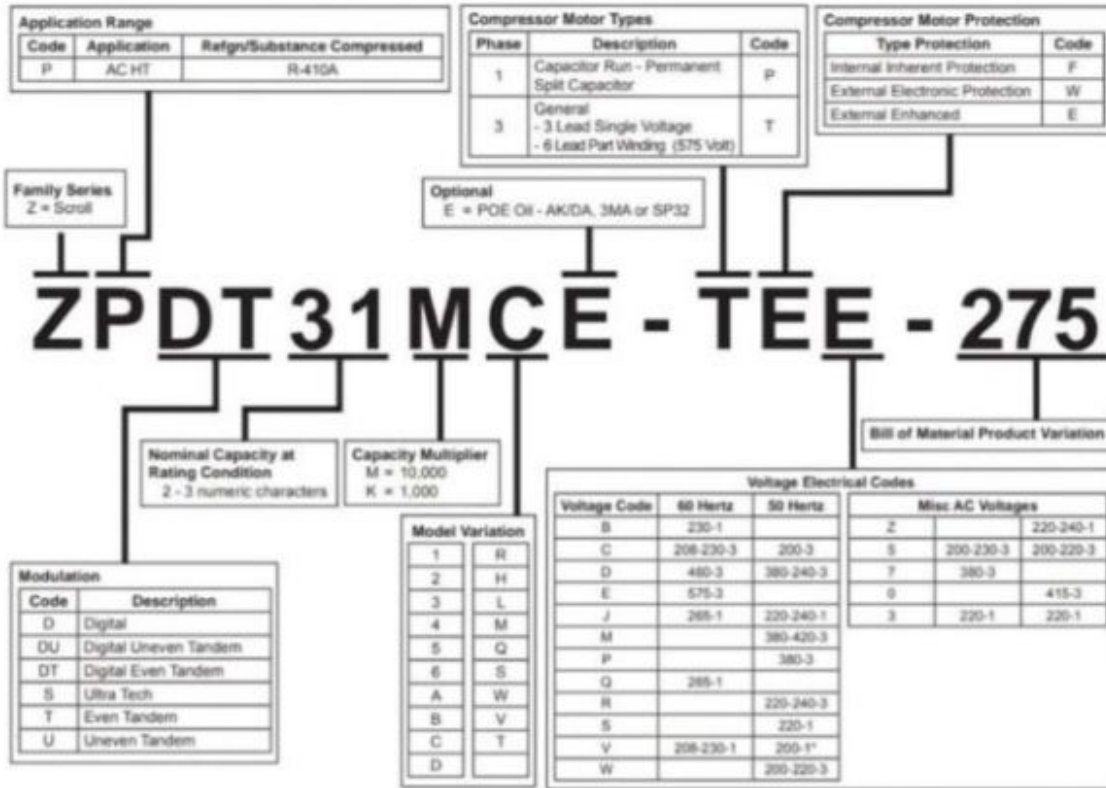 Application Range
Code Application Refgn/Substance Compressed
P AC HT R-410A
Compressor Motor Types
Phase Description Code
1 Capacitor Run - Permanent Split Capacitor P
3 General
- 3 Lead Single Voltage
- 6 Lead Part Winding (575 Volt) T
Compressor Motor Protection
Type Protection Code
Internal Inherent Protection F
External Electronic Protection W
External Enhanced E
Family Series
Z = Scroll
Optional
E = POE Oil - AK/DA, 3MA or SP32
ZPDT31MCE - TEE - 275
Nominal Capacity at
Rating Condition
2 - 3 numeric characters
Capacity Multiplier
M = 10,000
K = 1,000
Bill of Material Product Variation
Modulation
Code Description
D Digital
DU Digital Uneven Tandem
DT Digital Even Tandem
S Ultra Tech
T Even Tandem
U Uneven Tandem
Model Variation
1 R
2 H
3 L
4 M
5 Q
6 S
A W
B V
C T
D
Voltage Electrical Codes
Voltage Code 60 Hertz 50 Hertz
B 230-1
C 208-230-3 200-3
D 460-3 380-240-3
E 575-3
J 265-1 220-240-1
M 380-420-3
P 380-3
Q 265-1
R 220-240-3
S 220-1
V 208-230-1 200-1*
W 200-220-3
Misc AC Voltages
Z 220-240-1
5 200-230-3 200-220-3
7 380-3
0 415-3
3 220-1 220-1